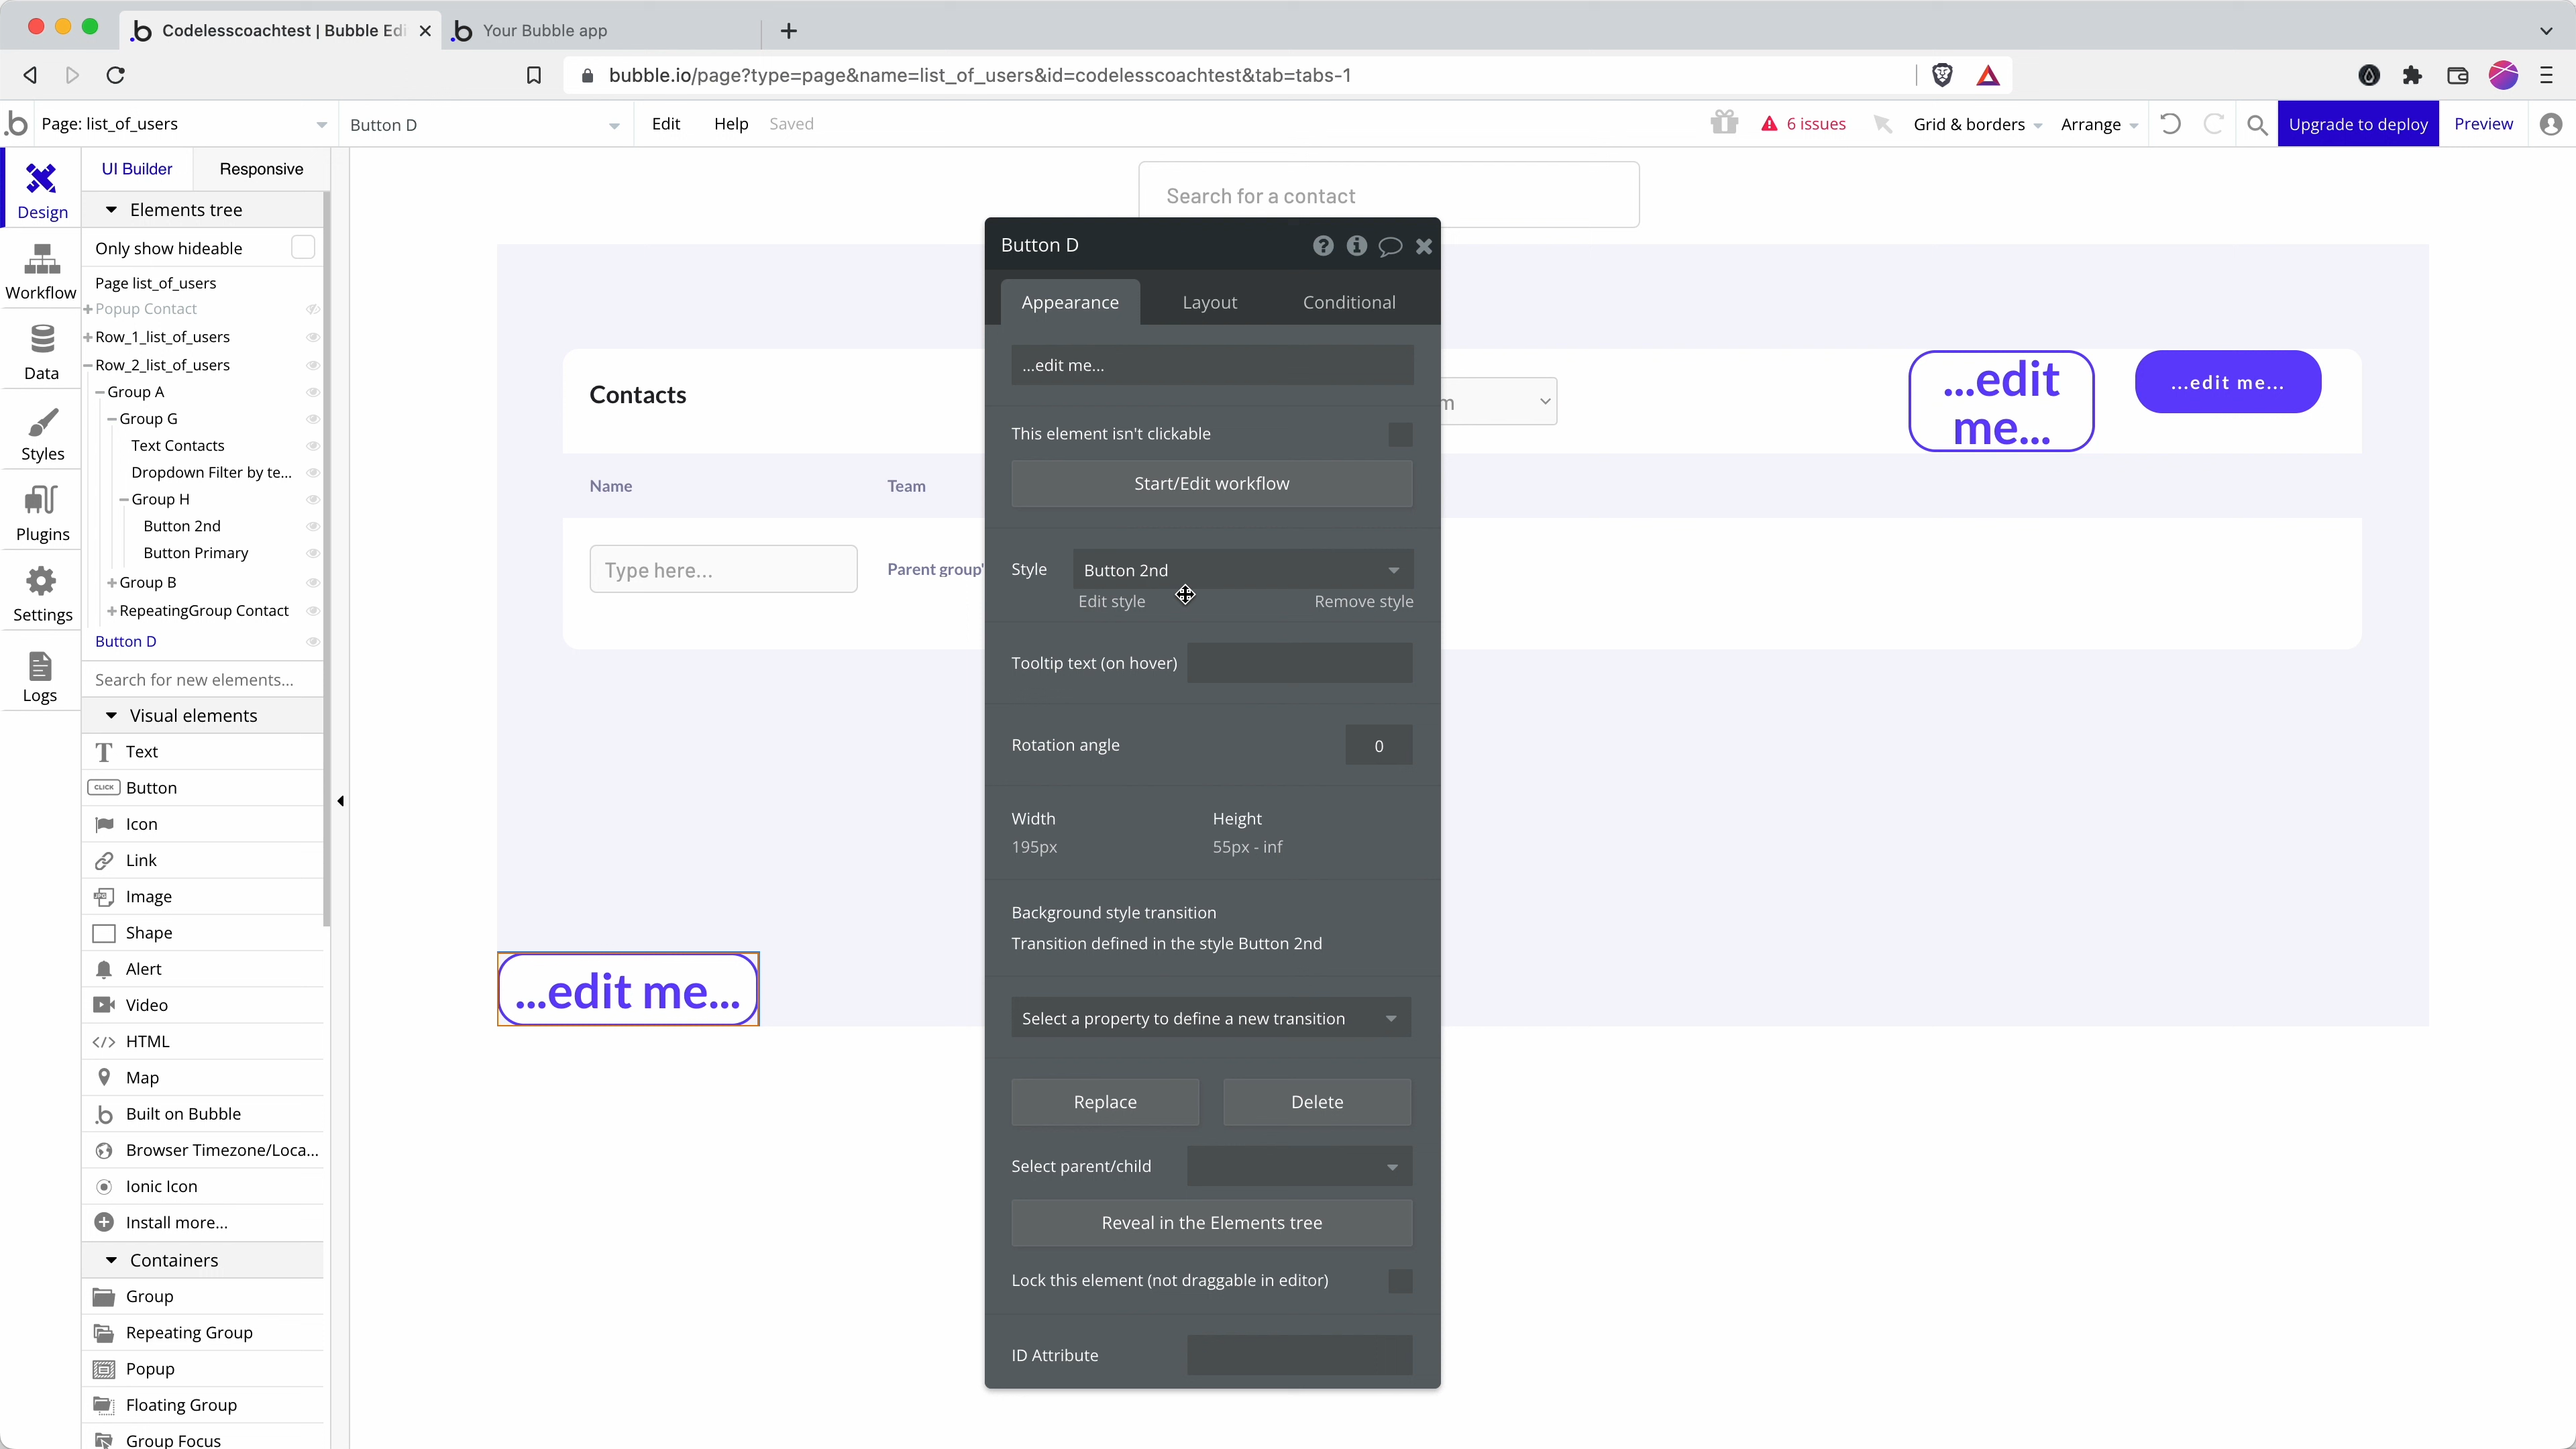 Codelesscoachtest | Bubble Edi
Your Bubble app
bubble.io/page?type=page&name=list_of_users&id=codelesscoachtest&tab=tabs-1
Page: list_of_users
Button D
Edit
Help
Saved
6 issues
Grid & borders
Arrange
Upgrade to deploy
Preview
Design
Workflow
Data
Styles
Plugins
Settings
Logs
UI Builder
Responsive
Elements tree
Only show hideable
Page list_of_users
Popup Contact
Row_1_list_of_users
Row_2_list_of_users
Group A
Group G
Text Contacts
Dropdown Filter by te...
Group H
Button 2nd
Button Primary
Group B
RepeatingGroup Contact
Button D
Search for new elements...
Visual elements
Text
CLICK Button
Icon
Link
Image
Shape
Alert
Video
HTML
Map
Built on Bubble
Browser Timezone/Loca...
Ionic Icon
Install more...
Containers
Group
Repeating Group
Popup
Floating Group
Group Focus
Search for a contact
Contacts
m
...edit
me...
...edit me...
Name
Team
Type here...
Parent group'
...edit me...
Button D
Appearance
Layout
Conditional
...edit me...
This element isn't clickable
Start/Edit workflow
Style
Button 2nd
Edit style
Remove style
Tooltip text (on hover)
Rotation angle
0
Width
Height
195px
55px - inf
Background style transition
Transition defined in the style Button 2nd
Select a property to define a new transition
Replace
Delete
Select parent/child
Reveal in the Elements tree
Lock this element (not draggable in editor)
ID Attribute